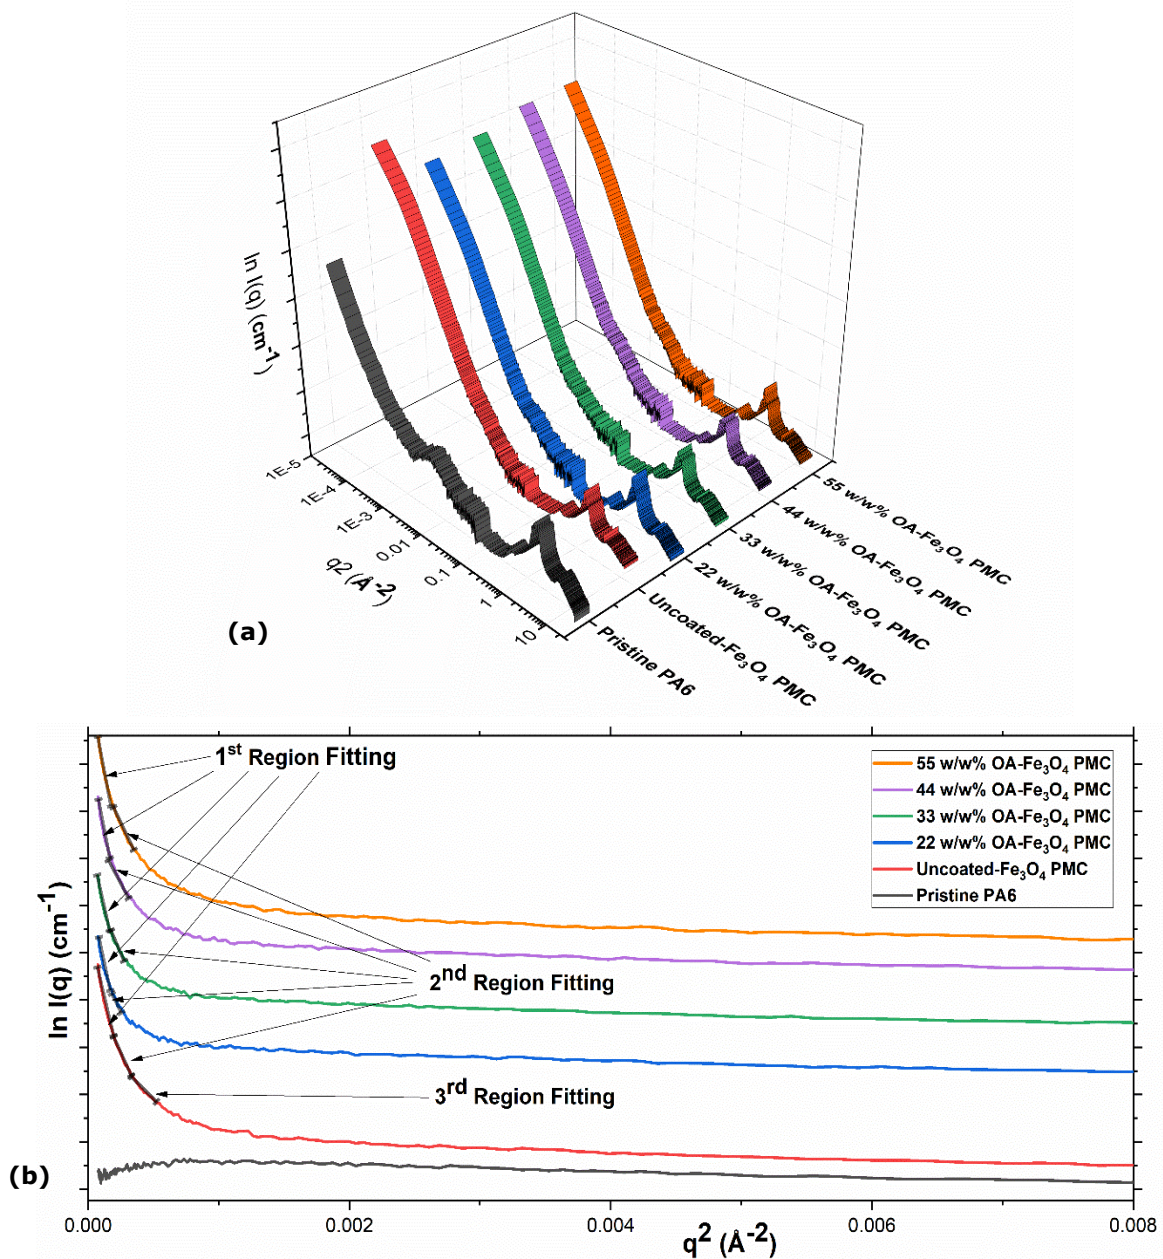 ln I(q) (cm-1
1E-5
1E-4
1E-3
0.01
0.1
1
10
q2 (Å-2)
55 w/w% OA-Fe3O4 PMC
44 w/w% OA-Fe3O4 PMC
33 w/w% OA-Fe3O4 PMC
22 w/w% OA-Fe3O4 PMC
Uncoated-Fe3O4 PMC
Pristine PA6
(a)
1st Region Fitting
55 w/w% OA-Fe3O4 PMC
44 w/w% OA-Fe3O4 PMC
33 w/w% OA-Fe3O4 PMC
22 w/w% OA-Fe3O4 PMC
Uncoated-Fe3O4 PMC
Pristine PA6
ln I(q) (cm-1)
2nd Region Fitting
3rd Region Fitting
(b)
0.000
0.002
0.004
0.006
0.008
q2 (Å-2)